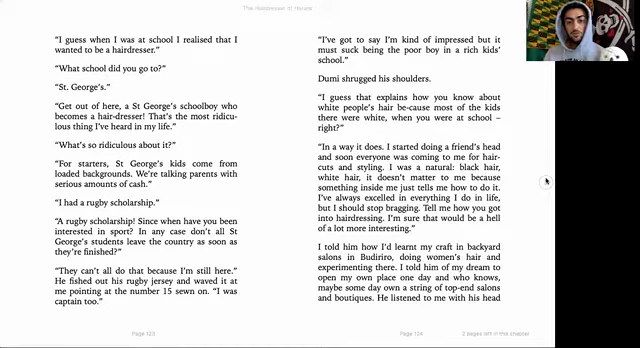 The Hairdresser of Harare
“I guess when I was at school I realised that I
wanted to be a hairdresser.”
“What school did you go to?”
“St. George’s.”
“Get out of here, a St George’s schoolboy who
becomes a hair-dresser! That’s the most ridicu-
lous thing I’ve heard in my life.”
“What’s so ridiculous about it?”
“For starters, St George’s kids come from
loaded backgrounds. We’re talking parents with
serious amounts of cash.”
“I had a rugby scholarship.”
“A rugby scholarship! Since when have you been
interested in sport? In any case don’t all St
George’s students leave the country as soon as
they’re finished?”
“They can’t all do that because I’m still here.”
He fished out his rugby jersey and waved it at
me pointing at the number 15 sewn on. “I was
captain too.”
Page 123
“I’ve got to say I’m kind of impressed but it
must suck being the poor boy in a rich kids’
school.”
Dumi shrugged his shoulders.
“I guess that explains how you know about
white people’s hair be-cause most of the kids
there were white, when you were at school –
right?”
“In a way it does. I started doing a friend’s head
and soon everyone was coming to me for hair-
cuts and styling. I was a natural: black hair,
white hair, it doesn’t matter to me because
something inside me just tells me how to do it.
I’ve always excelled in everything I do in life,
but I should stop bragging. Tell me how you got
into hairdressing. I’m sure that would be a hell
of a lot more interesting.”
I told him how I’d learnt my craft in backyard
salons in Budiriro, doing women’s hair and
experimenting there. I told him of my dream to
open my own place one day and who knows,
maybe some day own a string of top-end salons
and boutiques. He listened to me with his head
Page 124
2 pages left in this chapter